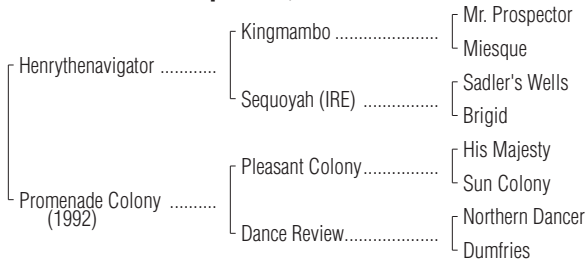 Mr. Prospector
Kingmambo ....................
Miesque
Henrythenavigator ...........
Sadler's Wells
Sequoyah (IRE) ................
Brigid
His Majesty
Pleasant Colony................
Sun Colony
Promenade Colony .........
(1992)
Northern Dancer
Dance Review...................
Dumfries